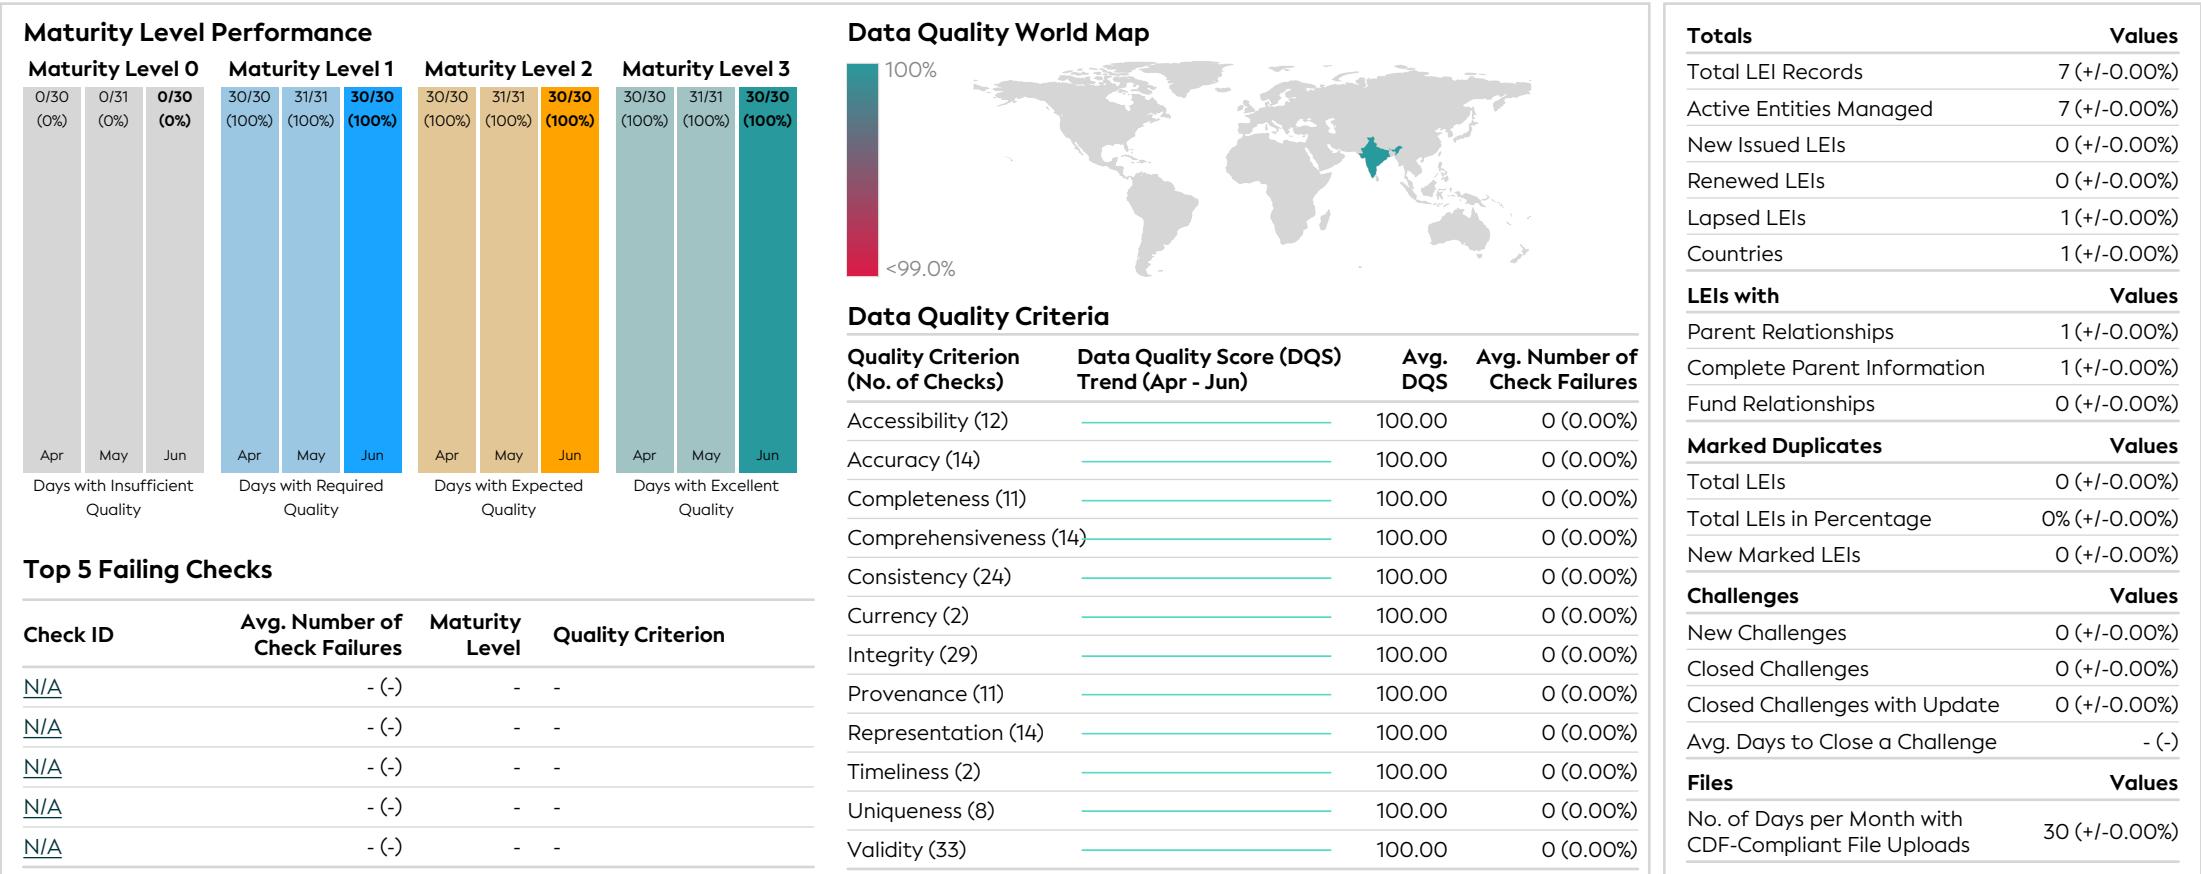 Maturity Level Performance
Maturity Level 0 Maturity Level 1 Maturity Level 2 Maturity Level 3
0/30 0/31 0/30 30/30 31/31 30/30 30/30 31/31 30/30 30/30 31/31 30/30
(0%) (0%) (0%) (100%) (100%) (100%) (100%) (100%) (100%) (100%) (100%) (100%)
Apr May Jun Apr May Jun Apr May Jun Apr May Jun
Days with Insufficient Days with Required Days with Expected Days with Excellent
Quality Quality Quality Quality
Top 5 Failing Checks
Check ID Avg. Number of Check Failures Maturity Level Quality Criterion
N/A - (-) - -
N/A - (-) - -
N/A - (-) - -
N/A - (-) - -
N/A - (-) - -
Data Quality World Map
100%
<99.0%
Data Quality Criteria
Quality Criterion Data Quality Score (DQS) Avg. Avg. Number of
(No. of Checks) Trend (Apr - Jun) DQS Check Failures
Accessibility (12) 100.00 0 (0.00%)
Accuracy (14) 100.00 0 (0.00%)
Completeness (11) 100.00 0 (0.00%)
Comprehensiveness (14) 100.00 0 (0.00%)
Consistency (24) 100.00 0 (0.00%)
Currency (2) 100.00 0 (0.00%)
Integrity (29) 100.00 0 (0.00%)
Provenance (11) 100.00 0 (0.00%)
Representation (14) 100.00 0 (0.00%)
Timeliness (2) 100.00 0 (0.00%)
Uniqueness (8) 100.00 0 (0.00%)
Validity (33) 100.00 0 (0.00%)
Totals Values
Total LEI Records 7 (+/-0.00%)
Active Entities Managed 7 (+/-0.00%)
New Issued LEIs 0 (+/-0.00%)
Renewed LEIs 0 (+/-0.00%)
Lapsed LEIs 1 (+/-0.00%)
Countries 1 (+/-0.00%)
LEIs with Values
Parent Relationships 1 (+/-0.00%)
Complete Parent Information 1 (+/-0.00%)
Fund Relationships 0 (+/-0.00%)
Marked Duplicates Values
Total LEIs 0 (+/-0.00%)
Total LEIs in Percentage 0% (+/-0.00%)
New Marked LEIs 0 (+/-0.00%)
Challenges Values
New Challenges 0 (+/-0.00%)
Closed Challenges 0 (+/-0.00%)
Closed Challenges with Update 0 (+/-0.00%)
Avg. Days to Close a Challenge - (-)
Files Values
No. of Days per Month with
CDF-Compliant File Uploads 30 (+/-0.00%)